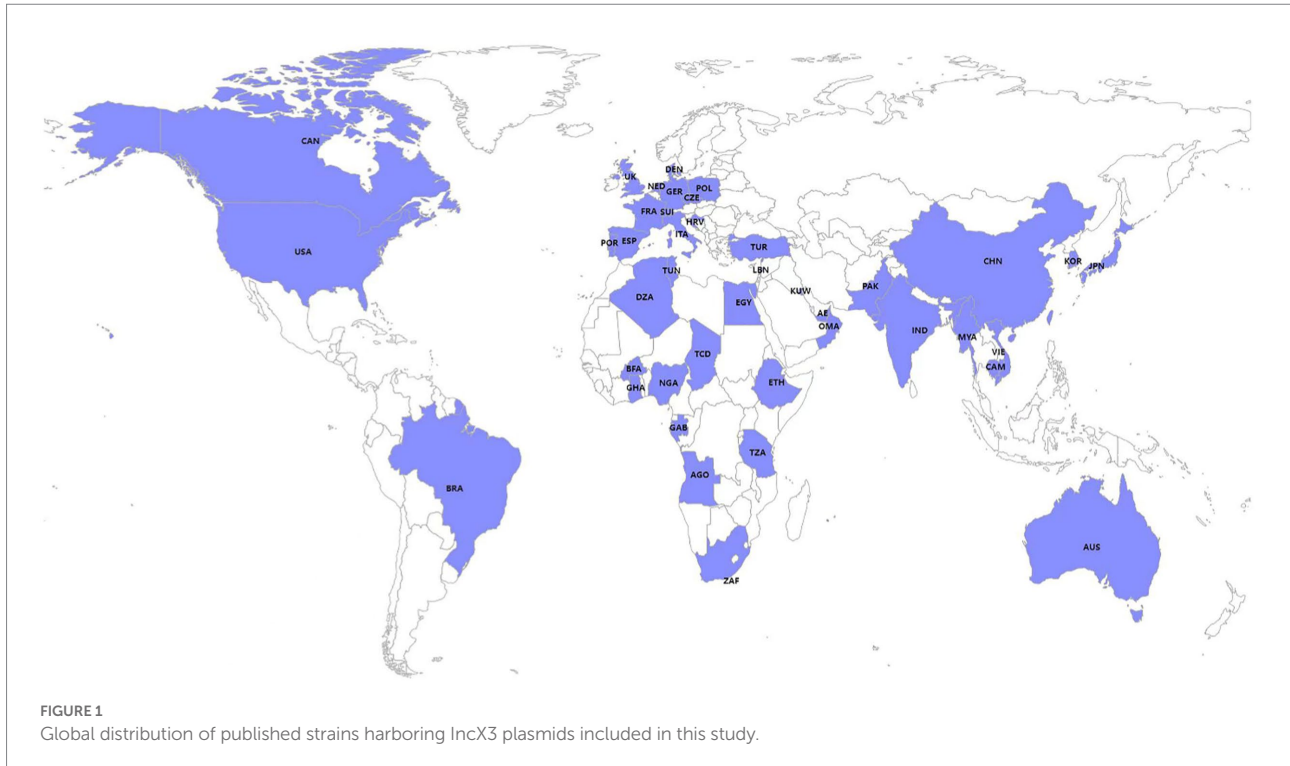 CAN
USA
BRA
UK
DEN
NED
GER
POL
CZE
FRA
SUI
HRV
ITA
POR
ESP
TUR
TUN
LBN
DZA
EGY
KUW
AE
OMA
PAK
IND
CHN
KOR
JPN
MYA
VIE
CAM
BFA
GHA
NGA
TCD
ETH
GAB
TZA
AGO
ZAF
AUS
FIGURE 1
Global distribution of published strains harboring IncX3 plasmids included in this study.